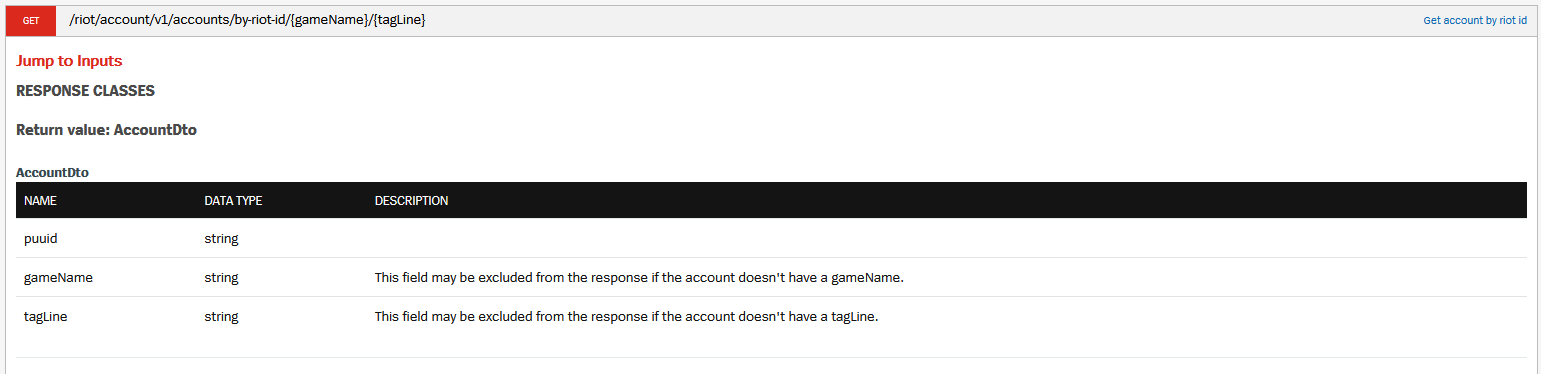 GET /riot/account/v1/accounts/by-riot-id/{gameName}/{tagLine} Get account by riot id
Jump to Inputs
RESPONSE CLASSES
Return value: AccountDto
AccountDto
NAME DATA TYPE DESCRIPTION
puuid string
gameName string This field may be excluded from the response if the account doesn't have a gameName.
tagLine string This field may be excluded from the response if the account doesn't have a tagLine.